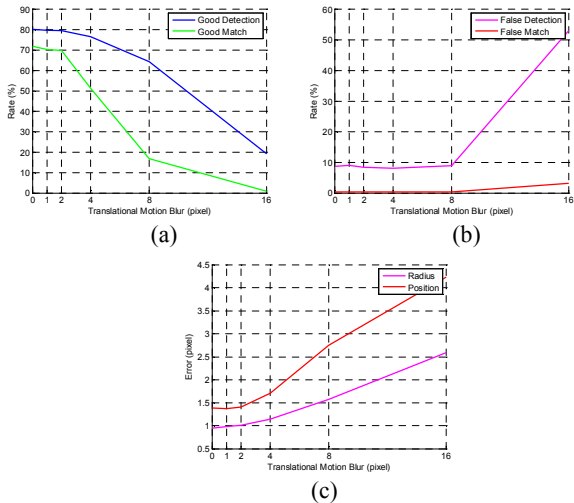 90
80
70
60
50
40
30
20
10
0
Rate (%)
Good Detection
Good Match
0 1 2 4 8 16
Translational Motion Blur (pixel)
(a)
60
50
40
30
20
10
0
Rate (%)
False Detection
False Match
0 1 2 4 8 16
Translational Motion Blur (pixel)
(b)
4.5
4
3.5
3
2.5
2
1.5
1
0.5
Error (pixel)
Radius
Position
0 1 2 4 8 16
Translational Motion Blur (pixel)
(c)